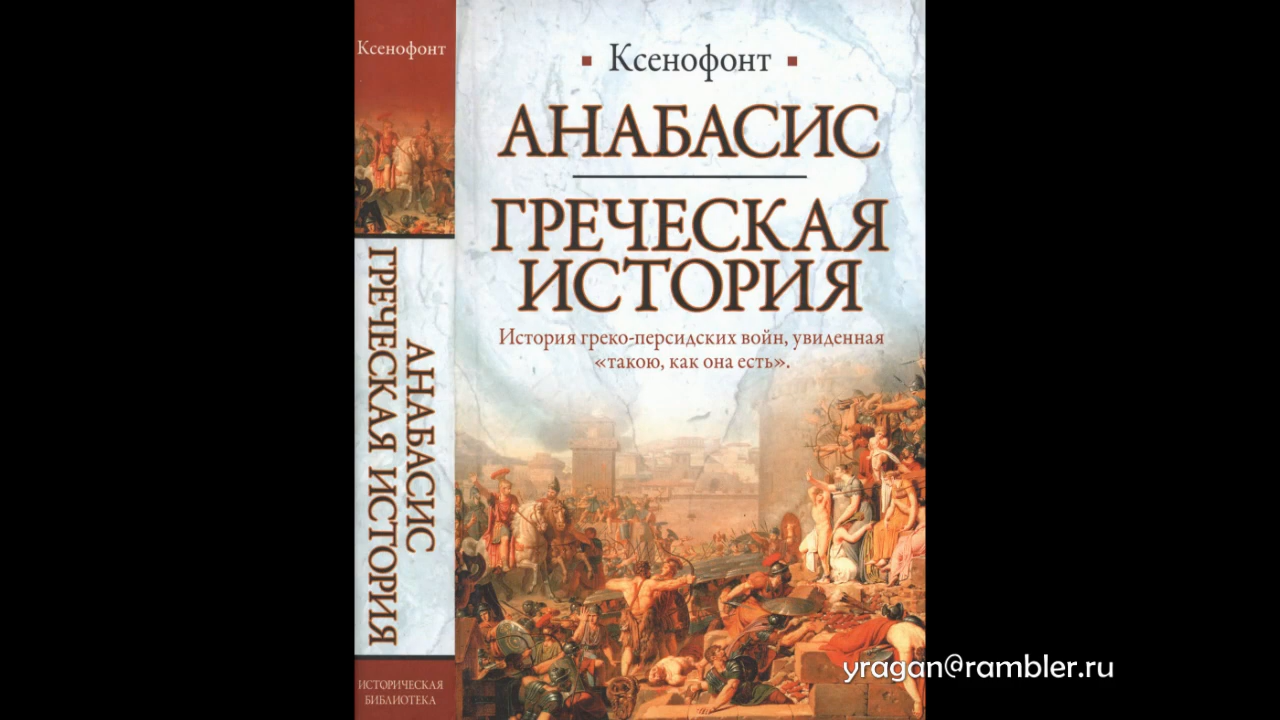 Ксенофонт
АНАБАСИС
ГРЕЧЕСКАЯ ИСТОРИЯ
ИСТОРИЧЕСКАЯ
БИБЛИОТЕКА
Ксенофонт
АНАБАСИС
ГРЕЧЕСКАЯ
ИСТОРИЯ
История греко-персидских войн, увиденная
«такою, как она есть».
yragan@rambler.ru